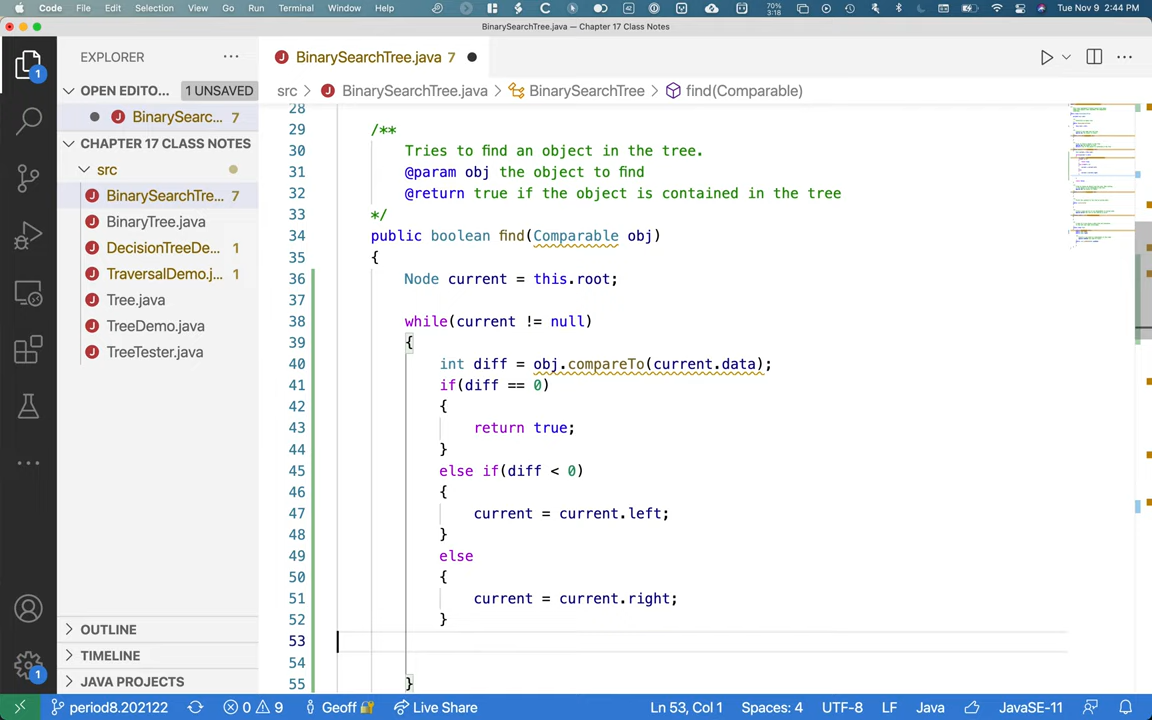 Code File Edit Selection View Go Run Terminal Window Help 70% 3:18 Tue Nov 9 2:44 PM
BinarySearchTree.java — Chapter 17 Class Notes
EXPLORER
BinarySearchTree.java 7
OPEN EDITO... 1 UNSAVED
src > BinarySearchTree.java > BinarySearchTree > find(Comparable)
BinarySearc... 7
CHAPTER 17 CLASS NOTES
src
BinarySearchTre... 7
BinaryTree.java
DecisionTreeDe... 1
TraversalDemo.j... 1
Tree.java
TreeDemo.java
TreeTester.java
OUTLINE
TIMELINE
JAVA PROJECTS
1
1
28
29 /**
30 Tries to find an object in the tree.
31 @param obj the object to find
32 @return true if the object is contained in the tree
33 */
34 public boolean find(Comparable obj)
35 {
36 Node current = this.root;
37
38 while(current != null)
39 {
40 int diff = obj.compareTo(current.data);
41 if(diff == 0)
42 {
43 return true;
44 }
45 else if(diff < 0)
46 {
47 current = current.left;
48 }
49 else
50 {
51 current = current.right;
52 }
53
54
55 }
period8.202122 0 9 Geoff Live Share Ln 53, Col 1 Spaces: 4 UTF-8 LF Java JavaSE-11